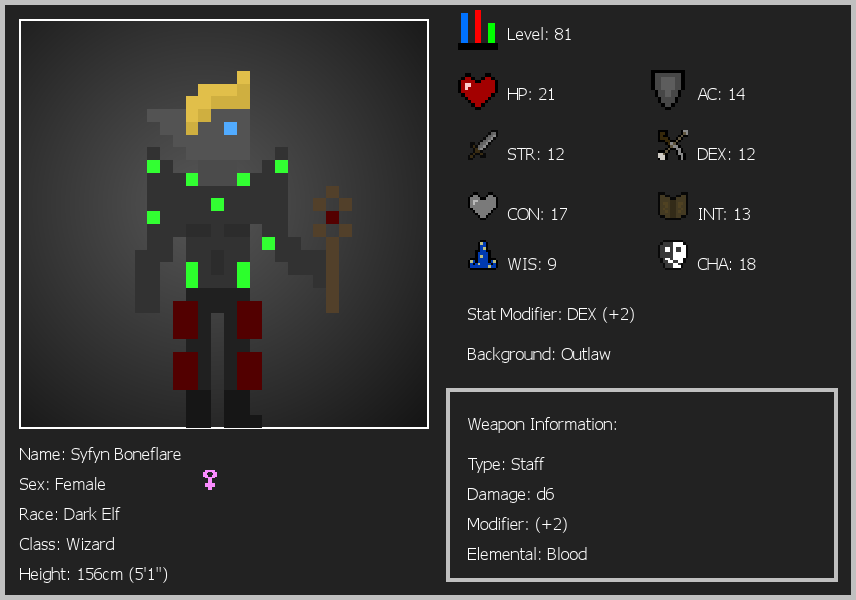 Level: 81
HP: 21
AC: 14
STR: 12
DEX: 12
CON: 17
INT: 13
WIS: 9
CHA: 18
Stat Modifier: DEX (+2)
Background: Outlaw
Weapon Information:
Type: Staff
Damage: d6
Modifier: (+2)
Elemental: Blood
Name: Syfyn Boneflare
Sex: Female
Race: Dark Elf
Class: Wizard
Height: 156cm (5'1")